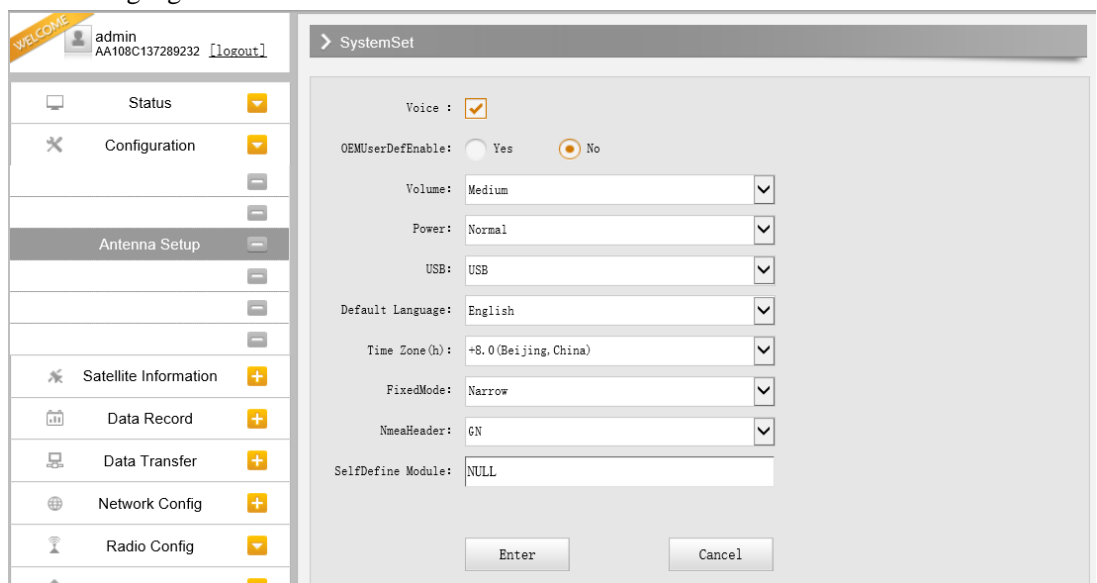 WELCOME
admin
AA108C137289232 [logout]
Status
Configuration
Antenna Setup
Satellite Information
Data Record
Data Transfer
Network Config
Radio Config
SystemSet
Voice :
OEMUserDefEnable: Yes No
Volume: Medium
Power: Normal
USB: USB
Default Language: English
Time Zone(h): +8.0(Beijing,China)
FixedMode: Narrow
NmeaHeader: GN
SelfDefine Module: NULL
Enter Cancel